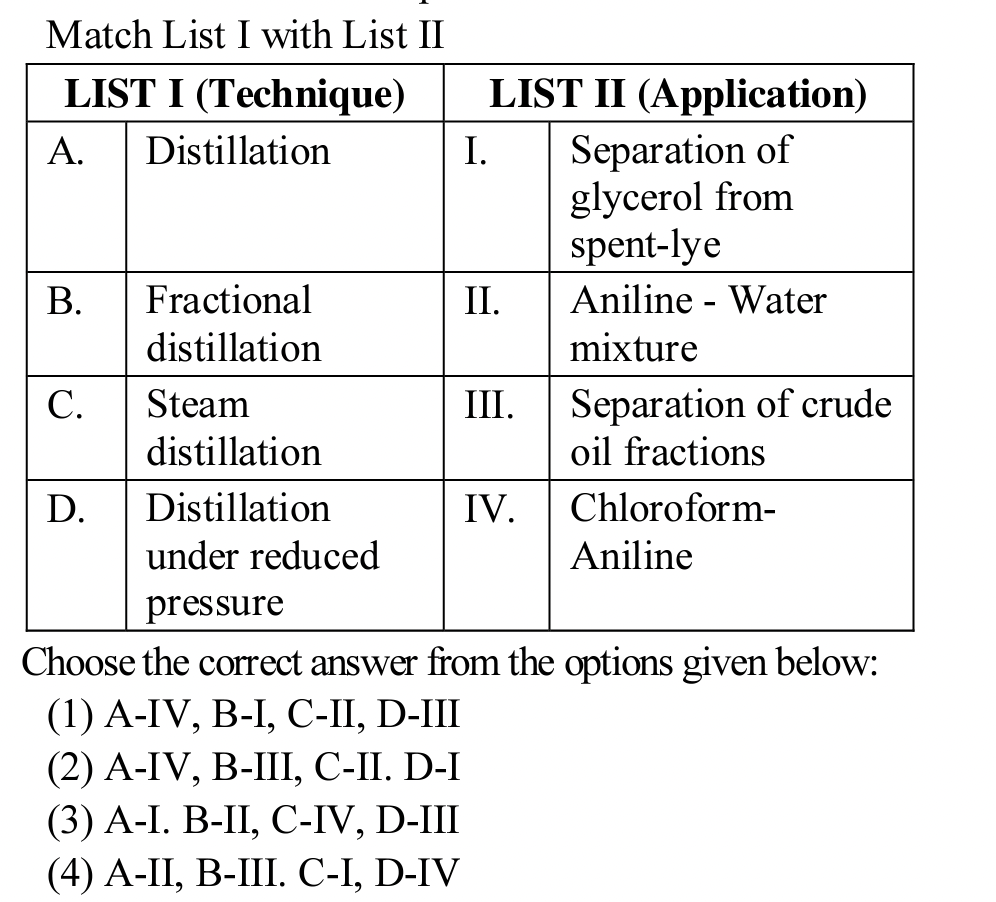 Match List I with List II
LIST I (Technique) LIST II (Application)
A. Distillation I. Separation of
glycerol from
spent-lye
B. Fractional II. Aniline - Water
distillation mixture
C. Steam III. Separation of crude
distillation oil fractions
D. Distillation IV. Chloroform-
under reduced Aniline
pressure
Choose the correct answer from the options given below:
(1) A-IV, B-I, C-II, D-III
(2) A-IV, B-III, C-II. D-I
(3) A-I. B-II, C-IV, D-III
(4) A-II, B-III. C-I, D-IV